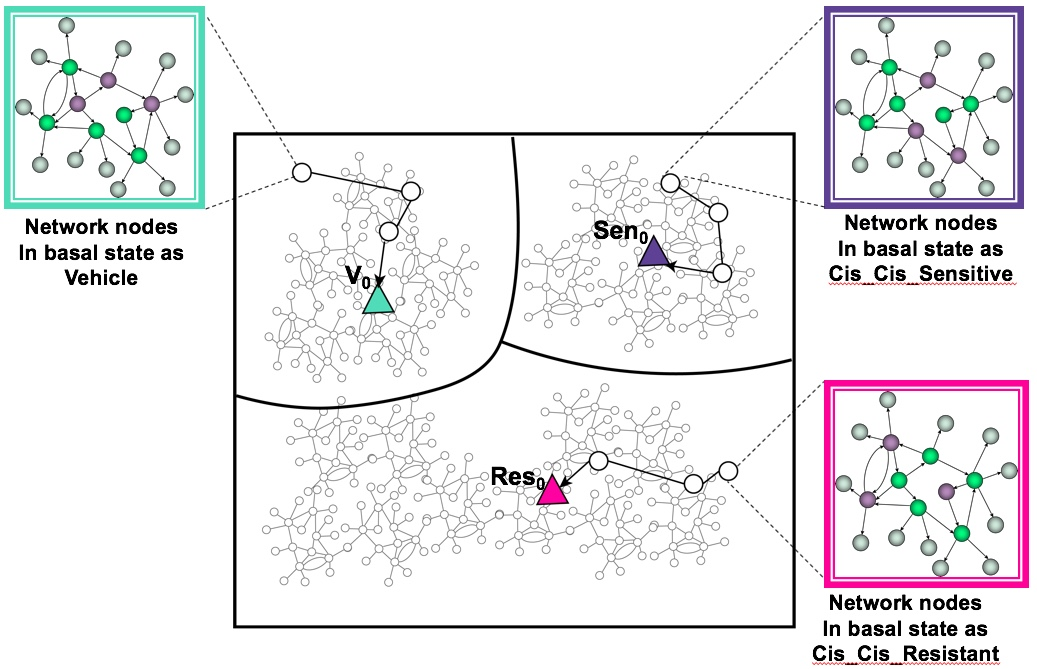 Network nodes
In basal state as
Vehicle
Network nodes
In basal state as
Cis_Cis_Sensitive
V0
Sen0
Res0
Network nodes
In basal state as
Cis_Cis_Resistant